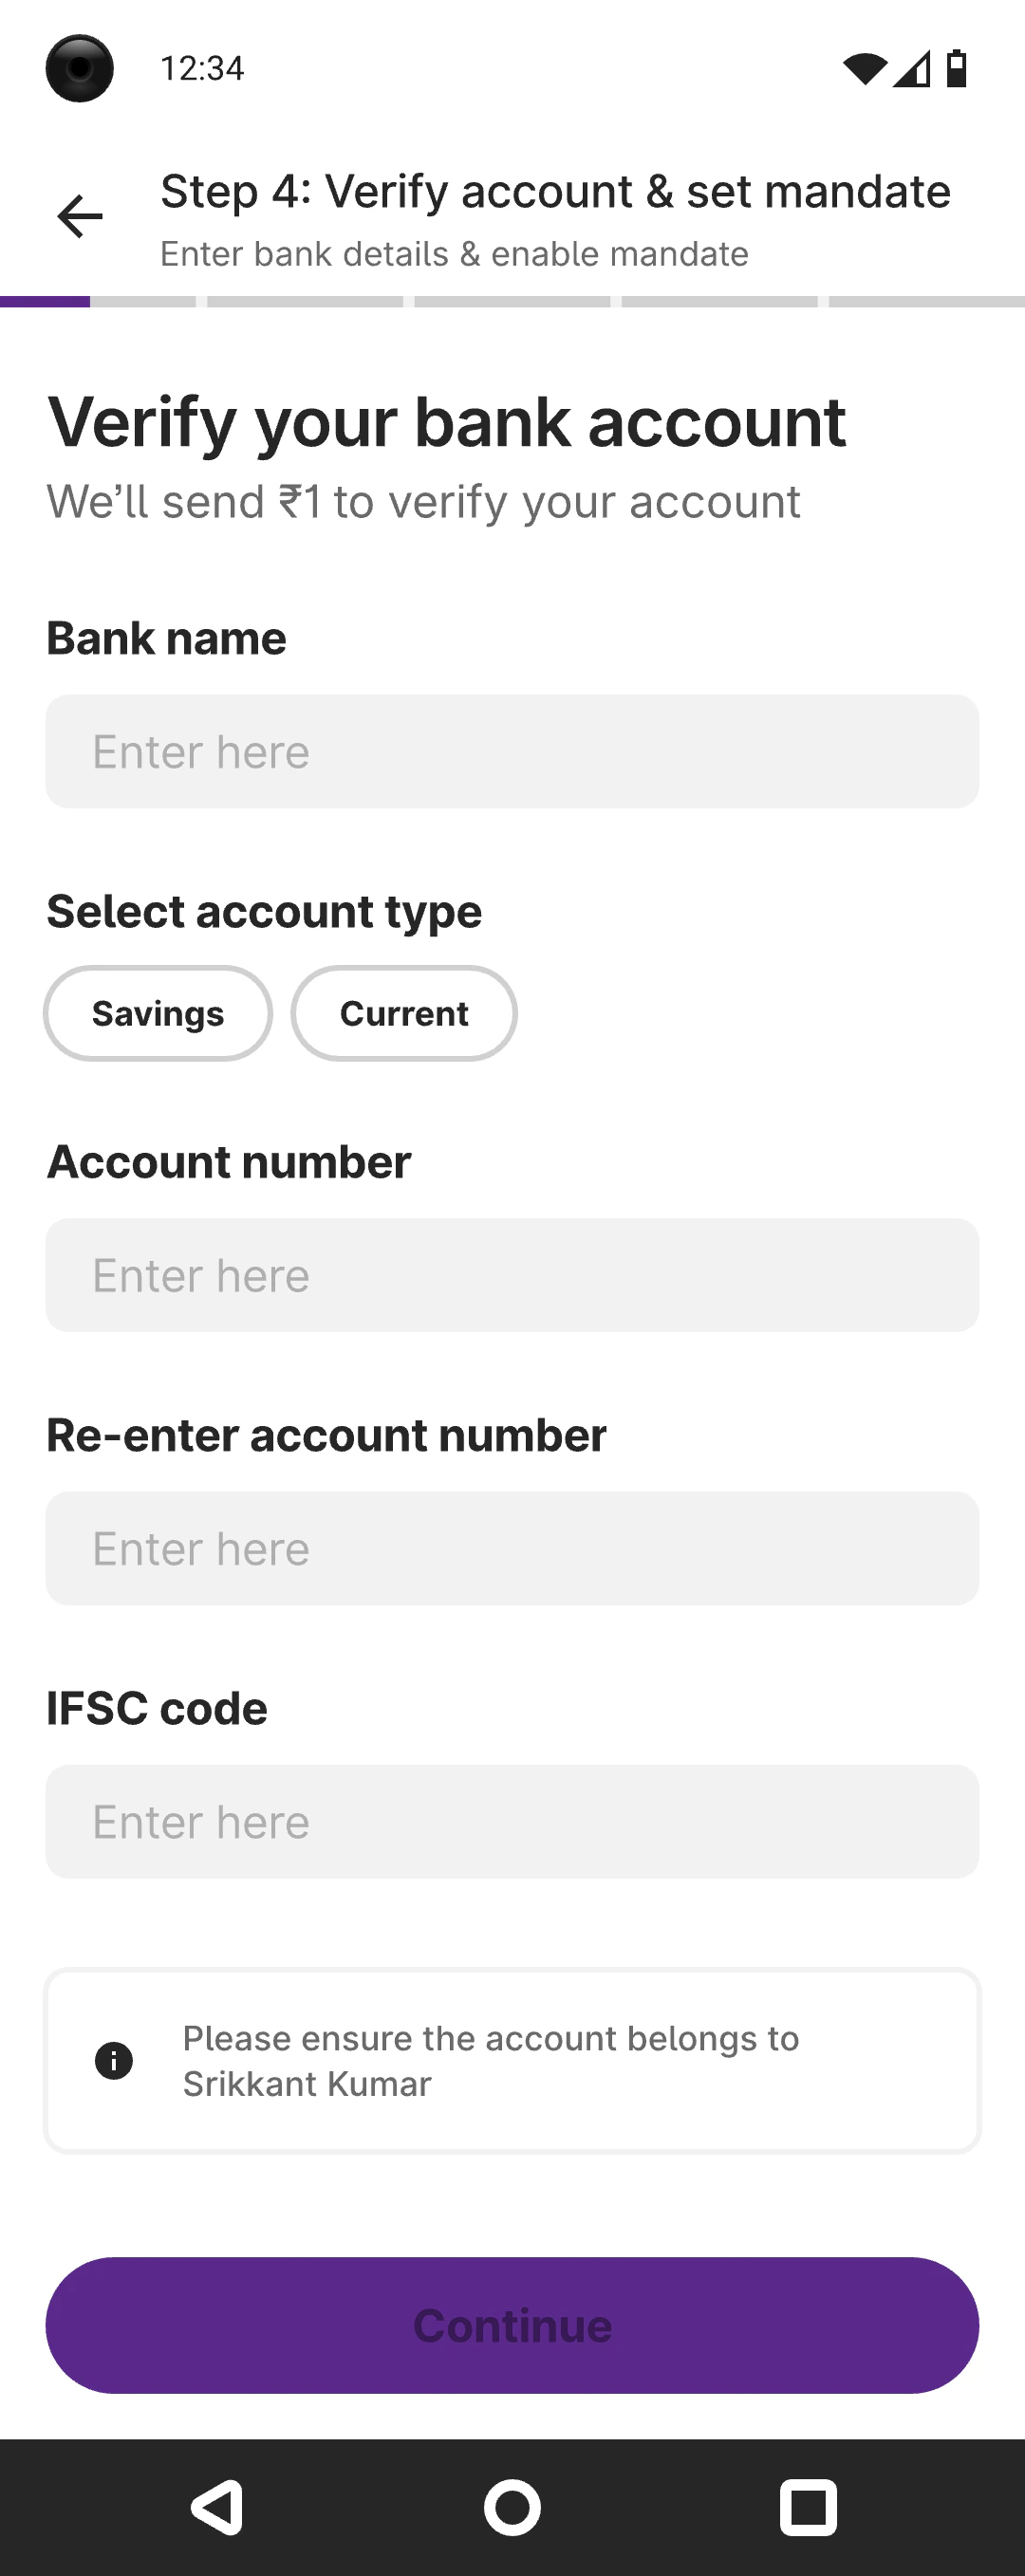 12:34
Step 4: Verify account & set mandate
Enter bank details & enable mandate
Verify your bank account
We’ll send ₹1 to verify your account
Bank name
Enter here
Select account type
Savings
Current
Account number
Enter here
Re-enter account number
Enter here
IFSC code
Enter here
Please ensure the account belongs to
Srikkant Kumar
Continue